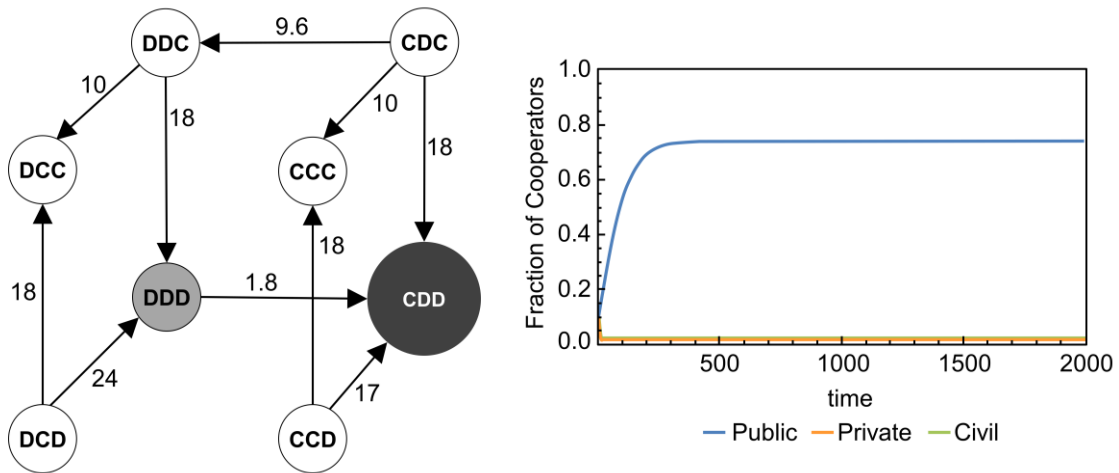 DDC
9.6
CDC
10
18
10
18
DCC
CCC
18
18
DDD
1.8
CDD
24
17
DCD
CCD
Fraction of Cooperators
1.0
0.8
0.6
0.4
0.2
0.0
500
1000
1500
2000
time
Public
Private
Civil